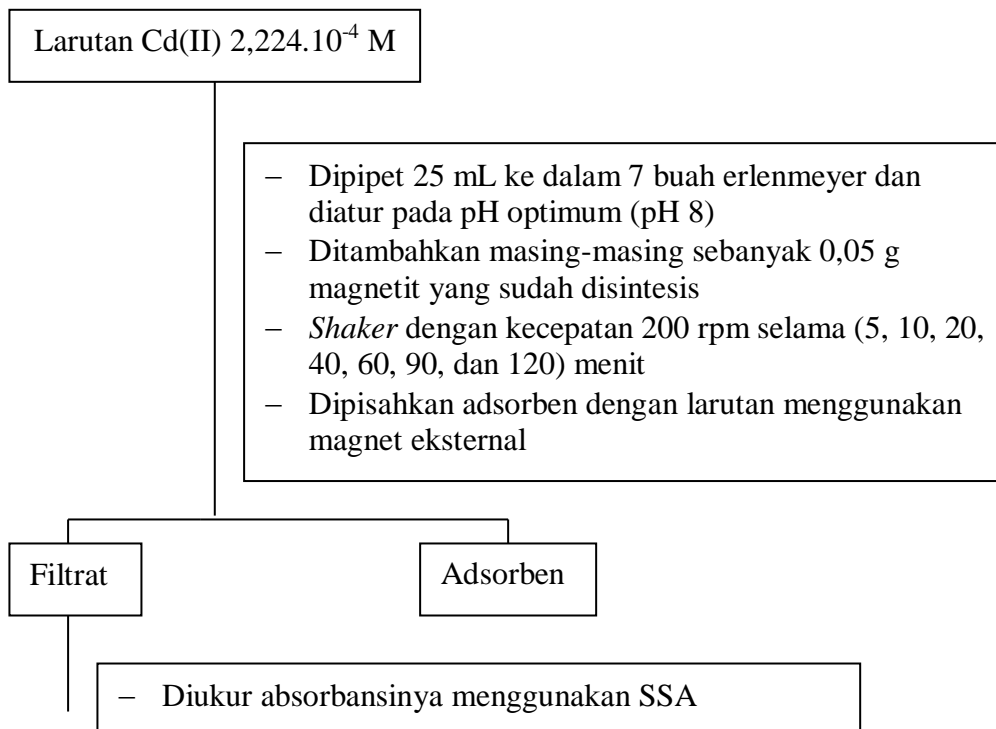 Larutan Cd(II) 2,224.10⁻⁴ M
– Dipipet 25 mL ke dalam 7 buah erlenmeyer dan
diatur pada pH optimum (pH 8)
– Ditambahkan masing-masing sebanyak 0,05 g
magnetit yang sudah disintesis
– Shaker dengan kecepatan 200 rpm selama (5, 10, 20,
40, 60, 90, dan 120) menit
– Dipisahkan adsorben dengan larutan menggunakan
magnet eksternal
Filtrat
Adsorben
– Diukur absorbansinya menggunakan SSA